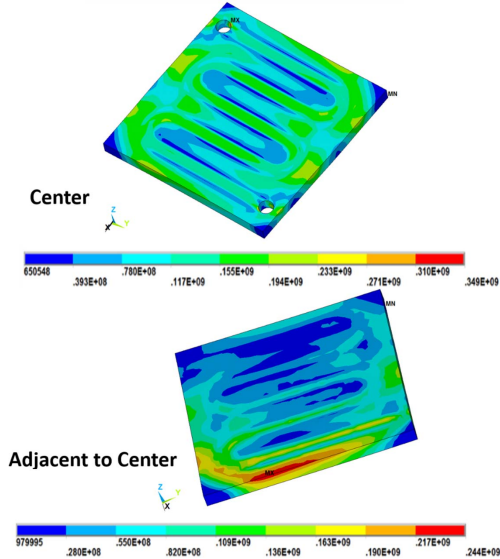 MX
MN
Center
Z
Y
X
650548 .780E+08 .155E+09 .233E+09 .310E+09
.393E+08 .117E+09 .194E+09 .271E+09 .349E+09
MN
Adjacent to Center
MX
Z
Y
X
979995 .550E+08 .109E+09 .163E+09 .217E+09
.280E+08 .820E+08 .136E+09 .190E+09 .244E+09